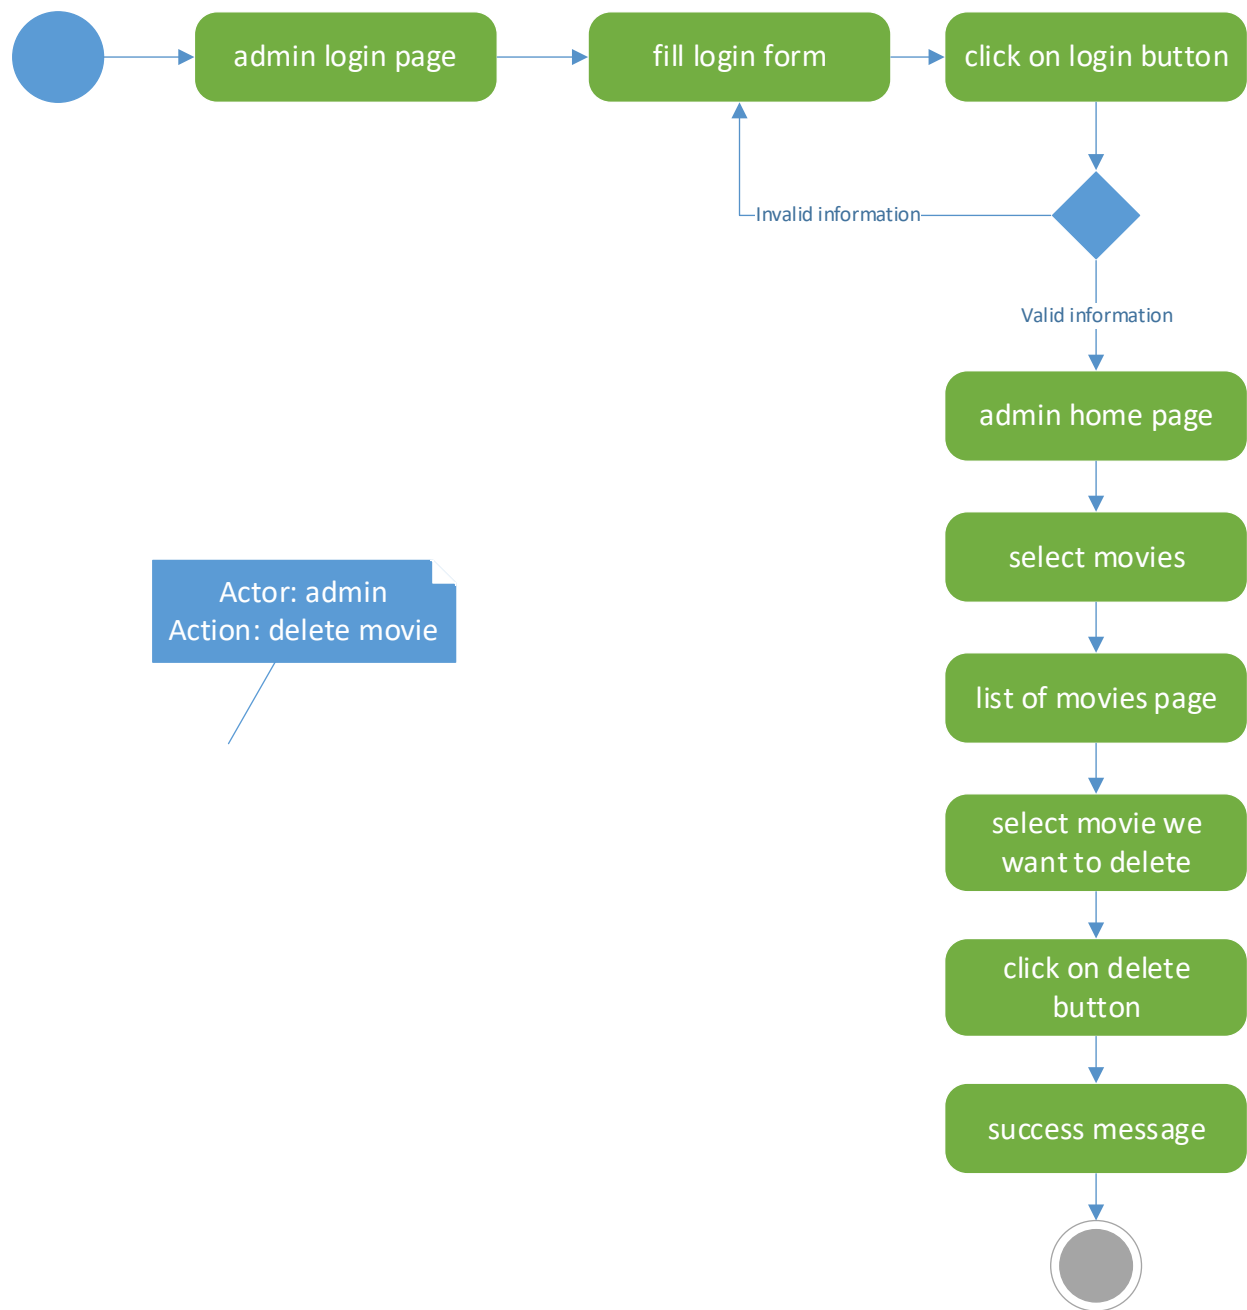 admin login page
fill login form
click on login button
Invalid information
Valid information
admin home page
select movies
Actor: admin
Action: delete movie
list of movies page
select movie we
want to delete
click on delete
button
success message